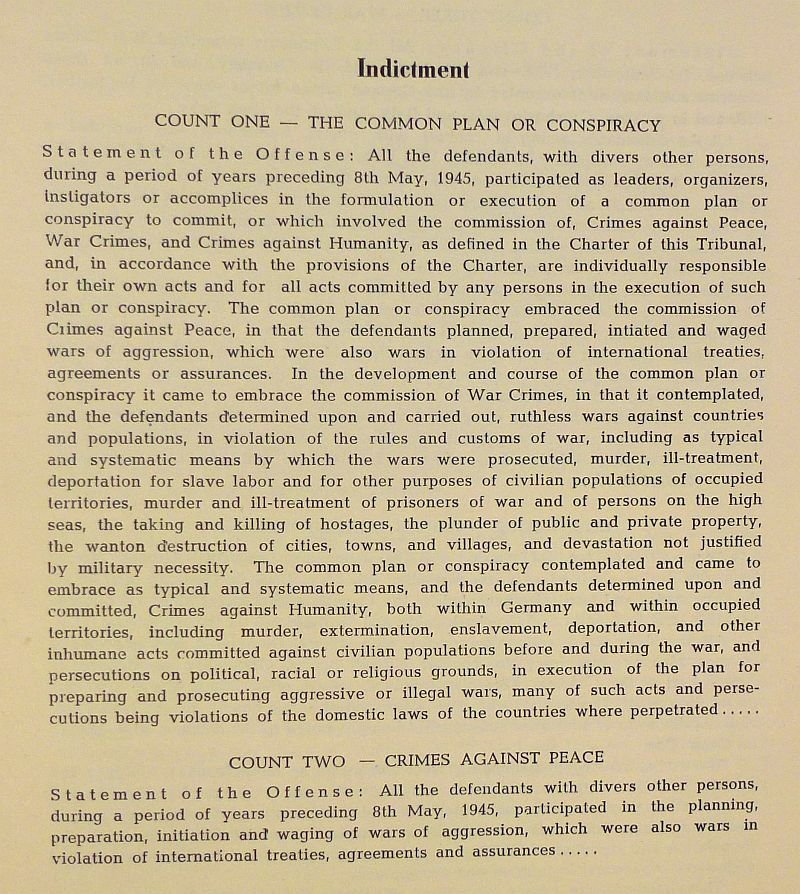 Indictment
COUNT ONE — THE COMMON PLAN OR CONSPIRACY
Statement of the Offense: All the defendants, with divers other persons,
during a period of years preceding 8th May, 1945, participated as leaders, organizers,
instigators or accomplices in the formulation or execution of a common plan or
conspiracy to commit, or which involved the commission of, Crimes against Peace,
War Crimes, and Crimes against Humanity, as defined in the Charter of this Tribunal,
and, in accordance with the provisions of the Charter, are individually responsible
for their own acts and for all acts committed by any persons in the execution of such
plan or conspiracy. The common plan or conspiracy embraced the commission of
Crimes against Peace, in that the defendants planned, prepared, intiated and waged
wars of aggression, which were also wars in violation of international treaties,
agreements or assurances. In the development and course of the common plan or
conspiracy it came to embrace the commission of War Crimes, in that it contemplated,
and the defendants determined upon and carried out, ruthless wars against countries
and populations, in violation of the rules and customs of war, including as typical
and systematic means by which the wars were prosecuted, murder, ill-treatment,
deportation for slave labor and for other purposes of civilian populations of occupied
territories, murder and ill-treatment of prisoners of war and of persons on the high
seas, the taking and killing of hostages, the plunder of public and private property,
the wanton destruction of cities, towns, and villages, and devastation not justified
by military necessity. The common plan or conspiracy contemplated and came to
embrace as typical and systematic means, and the defendants determined upon and
committed, Crimes against Humanity, both within Germany and within occupied
territories, including murder, extermination, enslavement, deportation, and other
inhumane acts committed against civilian populations before and during the war, and
persecutions on political, racial or religious grounds, in execution of the plan for
preparing and prosecuting aggressive or illegal wars, many of such acts and perse-
cutions being violations of the domestic laws of the countries where perpetrated.....
COUNT TWO — CRIMES AGAINST PEACE
Statement of the Offense: All the defendants with divers other persons,
during a period of years preceding 8th May, 1945, participated in the planning,
preparation, initiation and waging of wars of aggression, which were also wars in
violation of international treaties, agreements and assurances.....